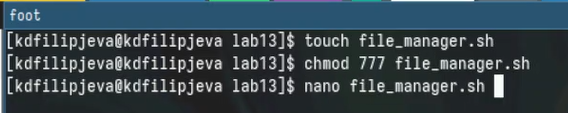 foot
[kdfilipjeva@kdfilipjeva lab13]$ touch file_manager.sh
[kdfilipjeva@kdfilipjeva lab13]$ chmod 777 file_manager.sh
[kdfilipjeva@kdfilipjeva lab13]$ nano file_manager.sh